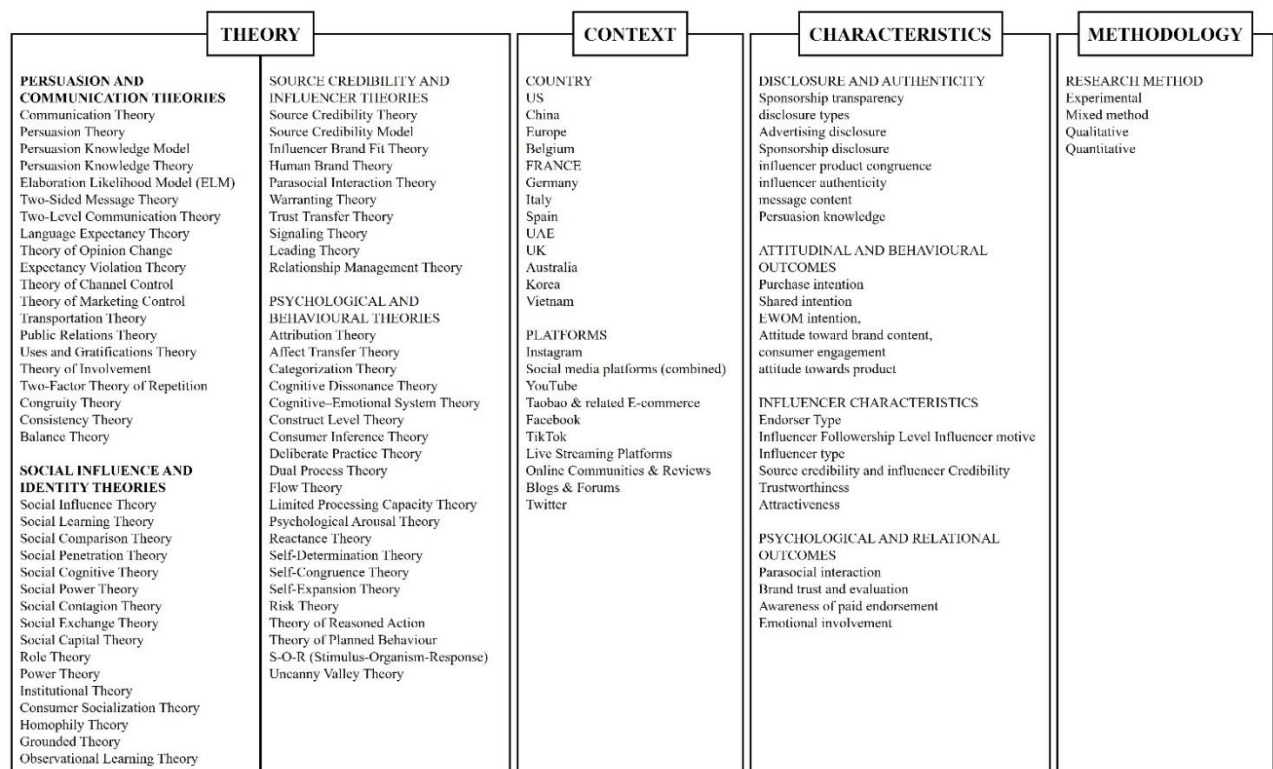 THEORY
PERSUASION AND
COMMUNICATION THEORIES
Communication Theory
Persuasion Theory
Persuasion Knowledge Model
Persuasion Knowledge Theory
Elaboration Likelihood Model (ELM)
Two-Sided Message Theory
Two-Level Communication Theory
Language Expectancy Theory
Theory of Opinion Change
Expectancy Violation Theory
Theory of Channel Control
Theory of Marketing Control
Transportation Theory
Public Relations Theory
Uses and Gratifications Theory
Theory of Involvement
Two-Factor Theory of Repetition
Congruity Theory
Consistency Theory
Balance Theory
SOCIAL INFLUENCE AND
IDENTITY THEORIES
Social Influence Theory
Social Learning Theory
Social Comparison Theory
Social Penetration Theory
Social Cognitive Theory
Social Power Theory
Social Contagion Theory
Social Exchange Theory
Social Capital Theory
Role Theory
Power Theory
Institutional Theory
Consumer Socialization Theory
Homophily Theory
Grounded Theory
Observational Learning Theory
SOURCE CREDIBILITY AND
INFLUENCER THEORIES
Source Credibility Theory
Source Credibility Model
Influencer Brand Fit Theory
Human Brand Theory
Parasocial Interaction Theory
Warranting Theory
Trust Transfer Theory
Signaling Theory
Leading Theory
Relationship Management Theory
PSYCHOLOGICAL AND
BEHAVIOURAL THEORIES
Attribution Theory
Affect Transfer Theory
Categorization Theory
Cognitive Dissonance Theory
Cognitive–Emotional System Theory
Construct Level Theory
Consumer Inference Theory
Deliberate Practice Theory
Dual Process Theory
Flow Theory
Limited Processing Capacity Theory
Psychological Arousal Theory
Reactance Theory
Self-Determination Theory
Self-Congruence Theory
Self-Expansion Theory
Risk Theory
Theory of Reasoned Action
Theory of Planned Behaviour
S-O-R (Stimulus-Organism-Response)
Uncanny Valley Theory
CONTEXT
COUNTRY
US
China
Europe
Belgium
FRANCE
Germany
Italy
Spain
UAE
UK
Australia
Korea
Vietnam
PLATFORMS
Instagram
Social media platforms (combined)
YouTube
Taobao & related E-commerce
Facebook
TikTok
Live Streaming Platforms
Online Communities & Reviews
Blogs & Forums
Twitter
CHARACTERISTICS
DISCLOSURE AND AUTHENTICITY
Sponsorship transparency
disclosure types
Advertising disclosure
Sponsorship disclosure
influencer product congruence
influencer authenticity
message content
Persuasion knowledge
ATTITUDINAL AND BEHAVIOURAL
OUTCOMES
Purchase intention
Shared intention
EWOM intention,
Attitude toward brand content,
consumer engagement
attitude towards product
INFLUENCER CHARACTERISTICS
Endorser Type
Influencer Followership Level Influencer motive
Influencer type
Source credibility and influencer Credibility
Trustworthiness
Attractiveness
PSYCHOLOGICAL AND RELATIONAL
OUTCOMES
Parasocial interaction
Brand trust and evaluation
Awareness of paid endorsement
Emotional involvement
METHODOLOGY
RESEARCH METHOD
Experimental
Mixed method
Qualitative
Quantitative